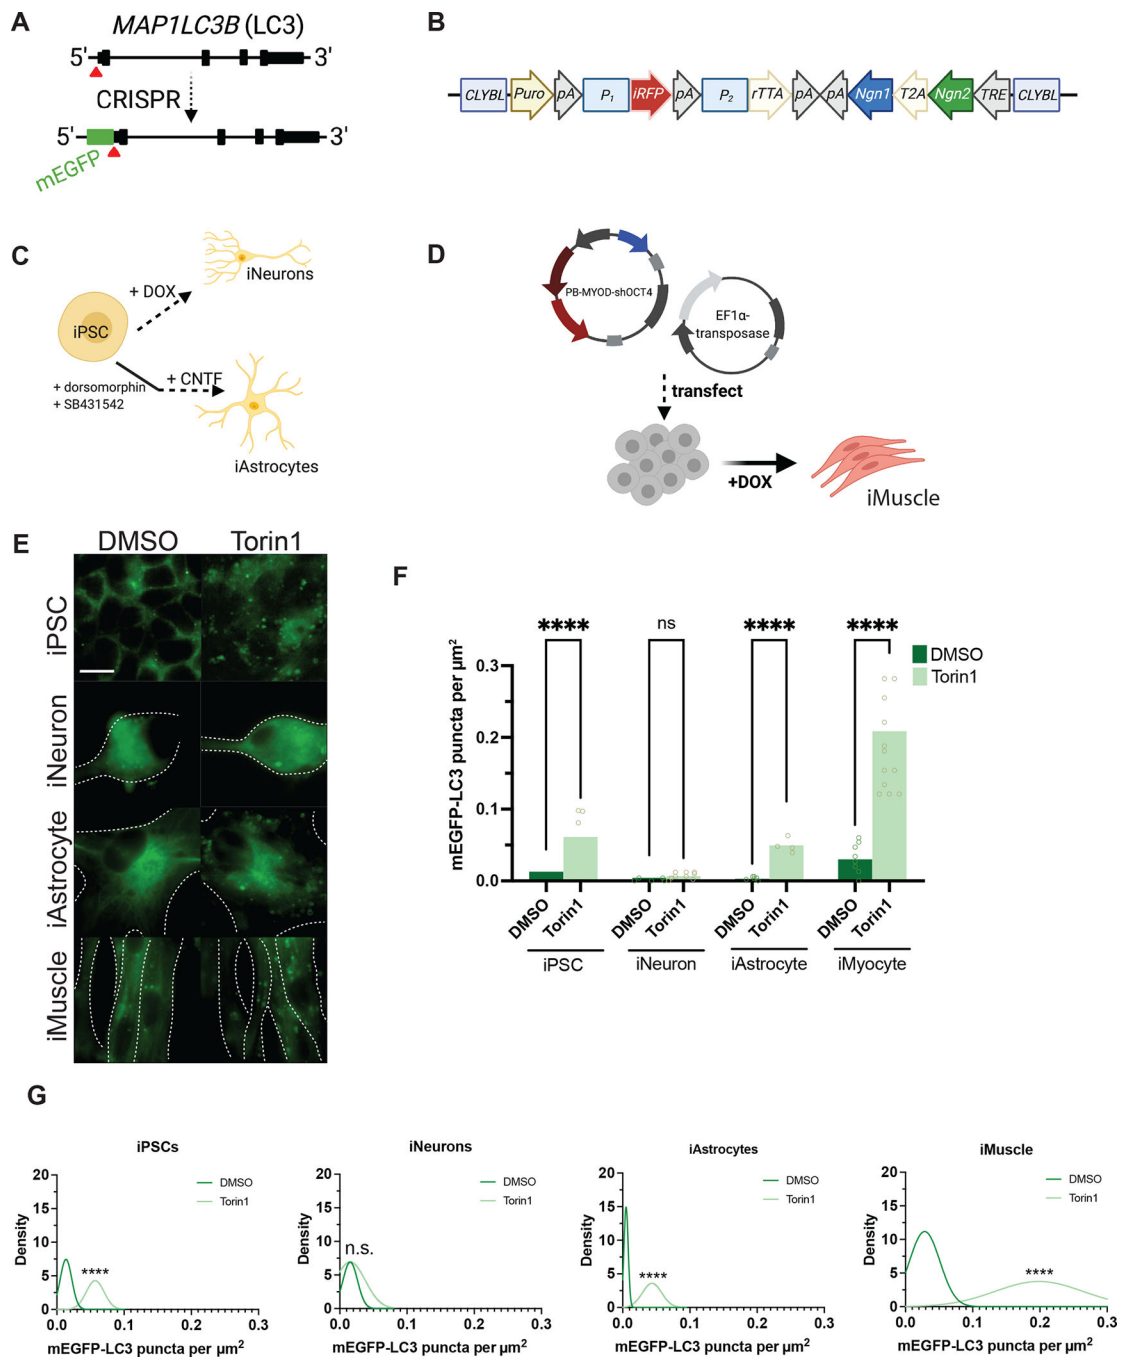 A
MAP1LC3B (LC3)
5' 3'
CRISPR
5' 3'
mEGFP
B
CLYBL Puro pA P1 iRFP pA P2 rTTA pA pA Ngn1 T2A Ngn2 TRE CLYBL
C
iPSC
+ DOX
iNeurons
+ dorsomorphin
+ SB431542
+ CNTF
iAstrocytes
D
PB-MYOD-shOCT4
EF1α-
transposase
transfect
+DOX
iMuscle
E
DMSO Torin1
iPSC
iNeuron
iAstrocyte
iMuscle
F
**** ns **** ****
DMSO
Torin1
mEGFP-LC3 puncta per µm²
0.3
0.2
0.1
0.0
DMSO Torin1 DMSO Torin1 DMSO Torin1 DMSO Torin1
iPSC iNeuron iAstrocyte iMyocyte
G
iPSCs
DMSO
Torin1
Density
20
15
10
5
0
****
0.0 0.1 0.2 0.3
mEGFP-LC3 puncta per µm²
iNeurons
DMSO
Torin1
Density
20
15
10
5
0
n.s.
0.0 0.1 0.2 0.3
mEGFP-LC3 puncta per µm²
iAstrocytes
DMSO
Torin1
Density
20
15
10
5
0
****
0.0 0.1 0.2 0.3
mEGFP-LC3 puncta per µm²
iMuscle
DMSO
Torin1
Density
20
15
10
5
0
****
0.0 0.1 0.2 0.3
mEGFP-LC3 puncta per µm²